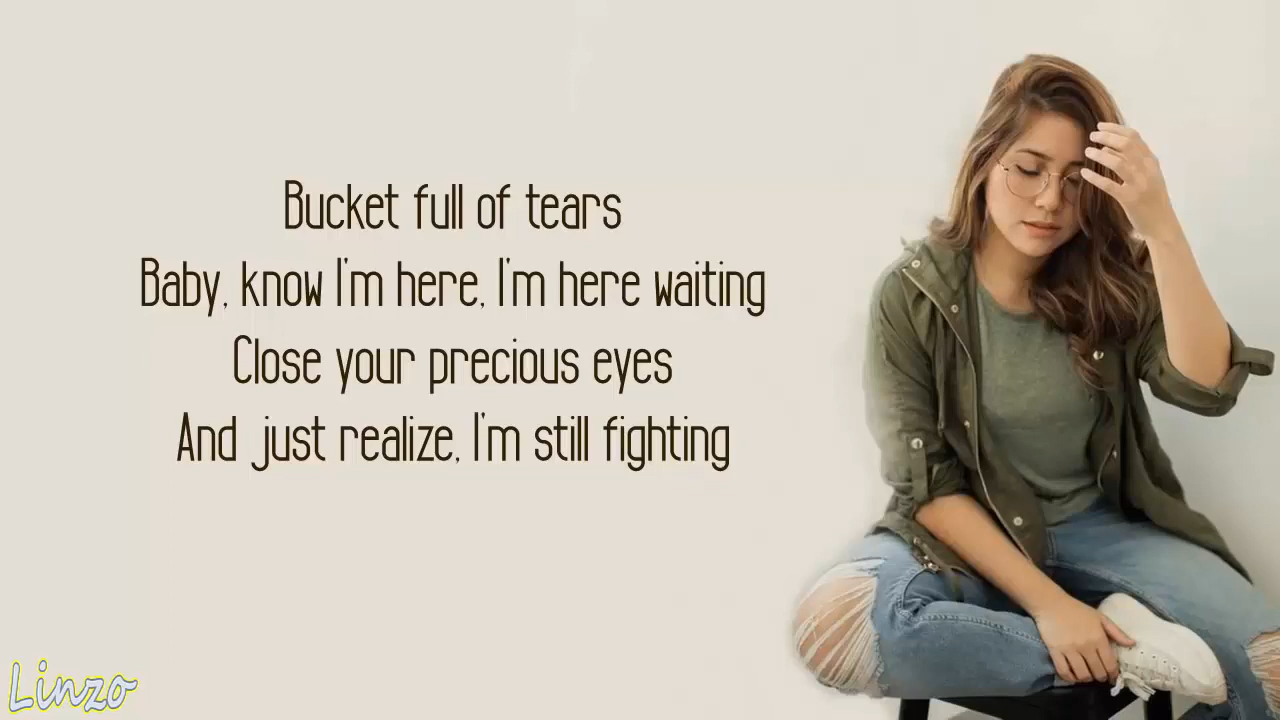 Bucket full of tears
Baby, know I'm here, I'm here waiting
Close your precious eyes
And just realize, I'm still fighting
Linzo